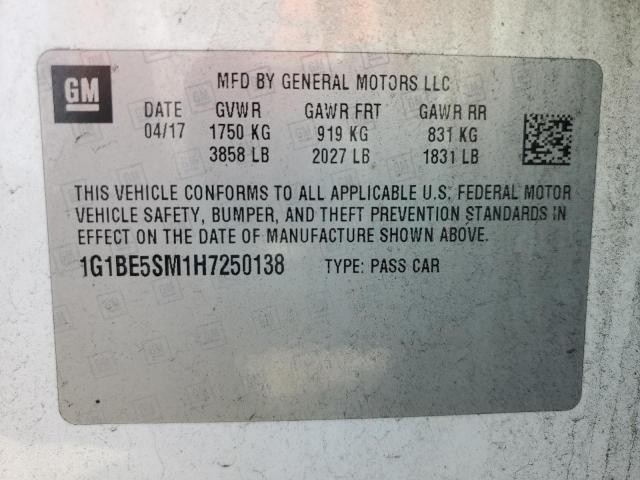 GM
MFD BY GENERAL MOTORS LLC
DATE GVWR GAWR FRT GAWR RR
04/17 1750 KG 919 KG 831 KG
3858 LB 2027 LB 1831 LB
THIS VEHICLE CONFORMS TO ALL APPLICABLE U.S. FEDERAL MOTOR
VEHICLE SAFETY, BUMPER, AND THEFT PREVENTION STANDARDS IN
EFFECT ON THE DATE OF MANUFACTURE SHOWN ABOVE.
1G1BE5SM1H7250138 TYPE: PASS CAR